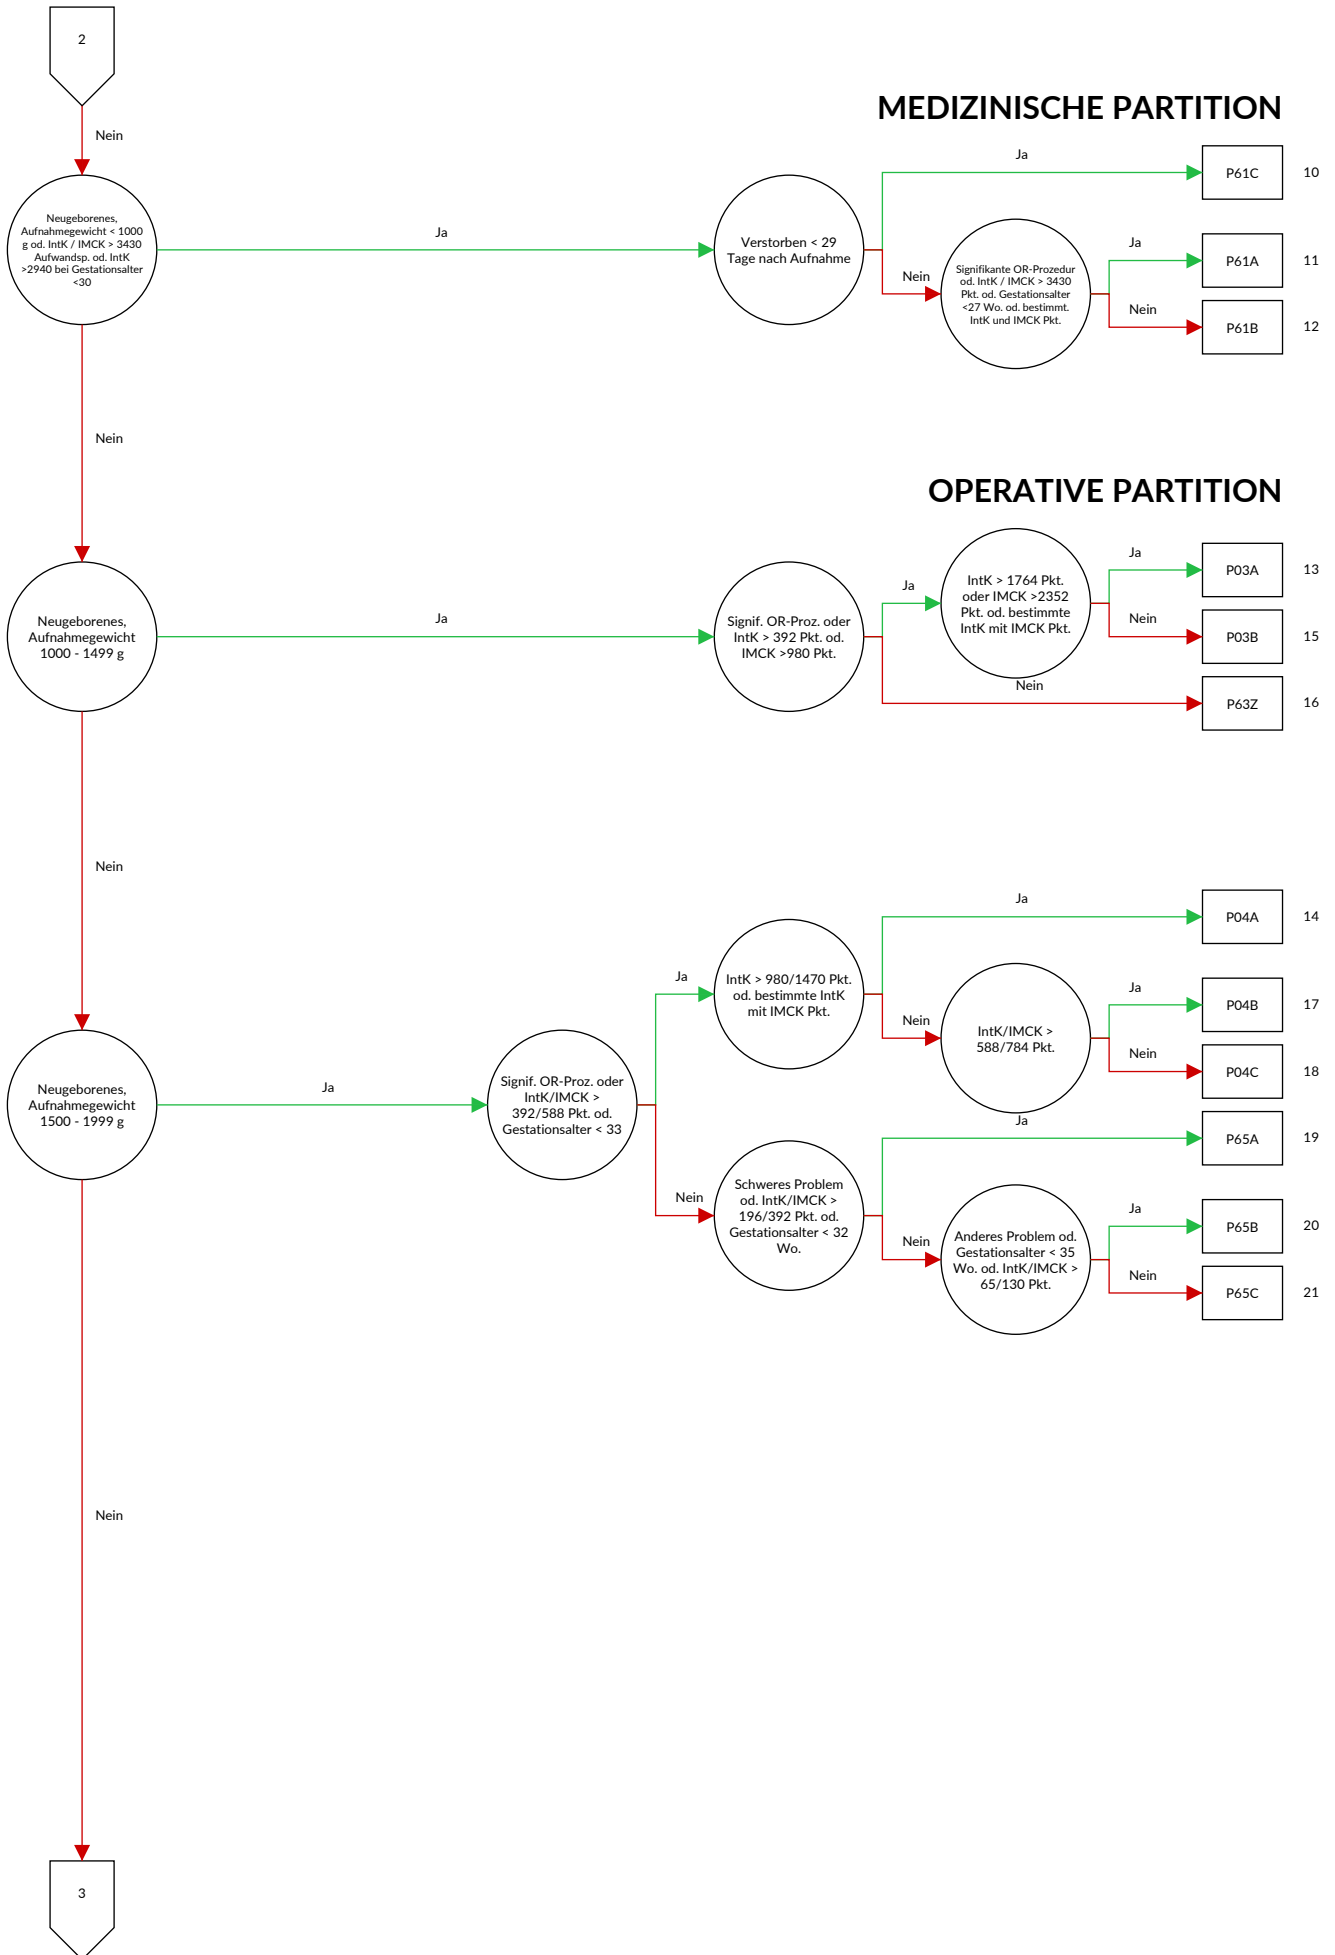 2
Nein
MEDIZINISCHE PARTITION
Neugeborenes,
Aufnahmegewicht < 1000
g od. IntK / IMCK > 3430
Aufwandsp. od. IntK
>2940 bei Gestationsalter
<30
Ja
Verstorben < 29
Tage nach Aufnahme
Ja
P61C
10
Nein
Signifikante OR-Prozedur
od. IntK / IMCK > 3430
Pkt. od. Gestationsalter
<27 Wo. od. bestimmt.
IntK und IMCK Pkt.
Ja
P61A
11
Nein
P61B
12
Nein
OPERATIVE PARTITION
Neugeborenes,
Aufnahmegewicht
1000 - 1499 g
Ja
Signif. OR-Proz. oder
IntK > 392 Pkt. od.
IMCK >980 Pkt.
Ja
IntK > 1764 Pkt.
oder IMCK >2352
Pkt. od. bestimmte
IntK mit IMCK Pkt.
Ja
P03A
13
Nein
P03B
15
Nein
P63Z
16
Nein
Neugeborenes,
Aufnahmegewicht
1500 - 1999 g
Ja
Signif. OR-Proz. oder
IntK/IMCK >
392/588 Pkt. od.
Gestationsalter < 33
Ja
IntK > 980/1470 Pkt.
od. bestimmte IntK
mit IMCK Pkt.
Ja
P04A
14
Nein
IntK/IMCK >
588/784 Pkt.
Ja
P04B
17
Nein
P04C
18
Nein
Schweres Problem
od. IntK/IMCK >
196/392 Pkt. od.
Gestationsalter < 32
Wo.
Ja
P65A
19
Nein
Anderes Problem od.
Gestationsalter < 35
Wo. od. IntK/IMCK >
65/130 Pkt.
Ja
P65B
20
Nein
P65C
21
Nein
3